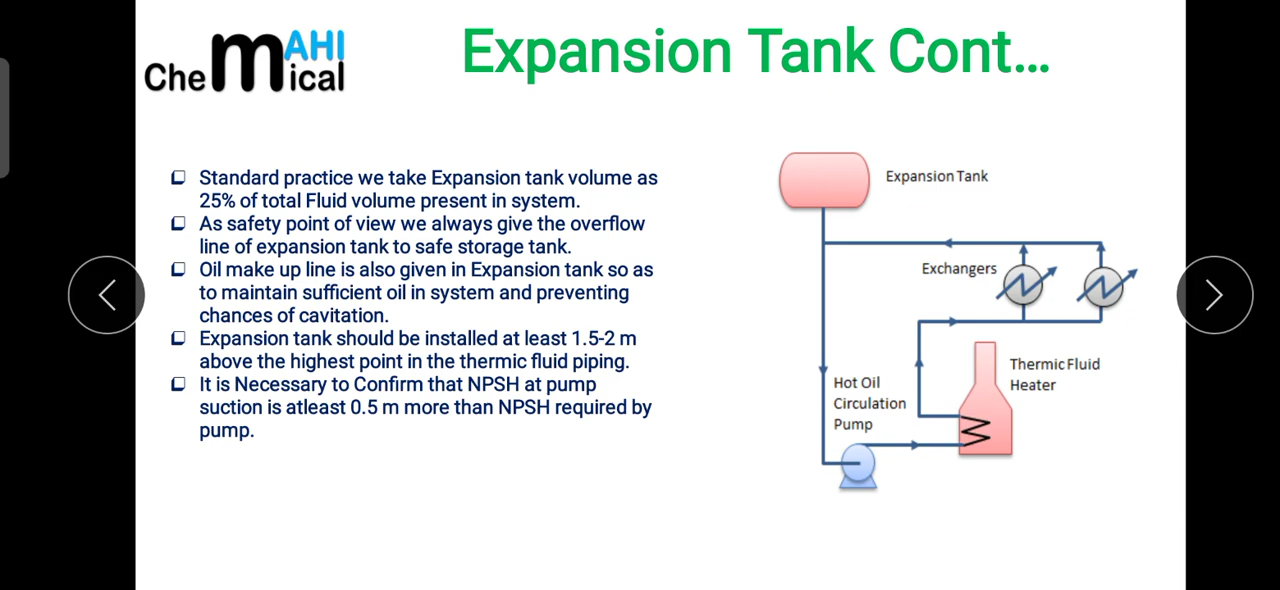 CheMAHIical
Expansion Tank Cont...
❑ Standard practice we take Expansion tank volume as
25% of total Fluid volume present in system.
❑ As safety point of view we always give the overflow
line of expansion tank to safe storage tank.
❑ Oil make up line is also given in Expansion tank so as
to maintain sufficient oil in system and preventing
chances of cavitation.
❑ Expansion tank should be installed at least 1.5-2 m
above the highest point in the thermic fluid piping.
❑ It is Necessary to Confirm that NPSH at pump
suction is atleast 0.5 m more than NPSH required by
pump.
Expansion Tank
Exchangers
Thermic Fluid
Heater
Hot Oil
Circulation
Pump